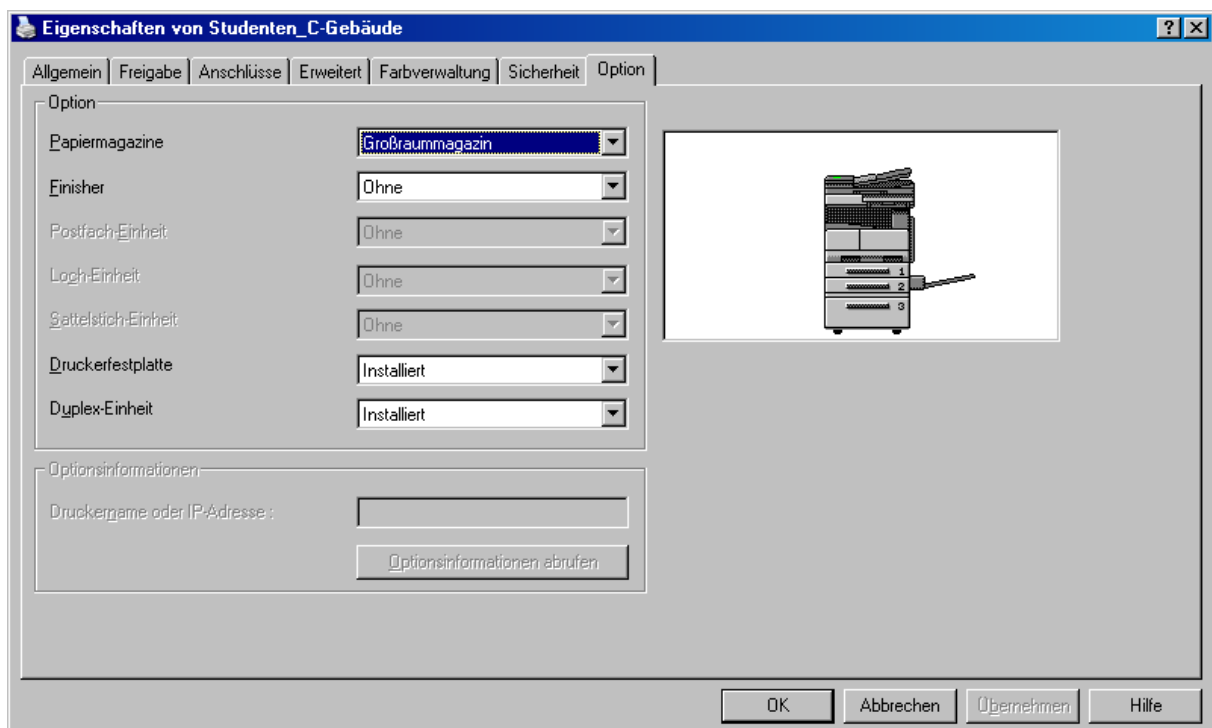 Eigenschaften von Studenten_C-Gebäude
Allgemein Freigabe Anschlüsse Erweitert Farbverwaltung Sicherheit Option
Option
Papiermagazine Großraummagazin
Finisher Ohne
Postfach-Einheit Ohne
Loch-Einheit Ohne
Sattelstich-Einheit Ohne
Druckerfestplatte Installiert
Duplex-Einheit Installiert
1
2
3
Optionsinformationen
Druckername oder IP-Adresse :
Optionsinformationen abrufen
OK Abbrechen Übernehmen Hilfe